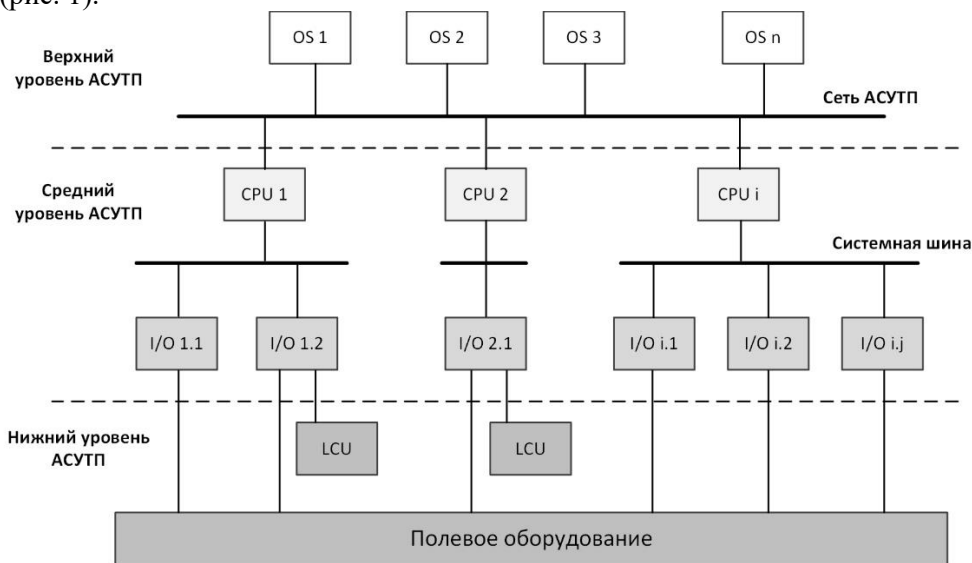 (рис. 1).
OS 1
OS 2
OS 3
OS n
Верхний
уровень АСУТП
Сеть АСУТП
Средний
уровень АСУТП
CPU 1
CPU 2
CPU i
Системная шина
I/O 1.1
I/O 1.2
I/O 2.1
I/O i.1
I/O i.2
I/O i.j
Нижний уровень
АСУТП
LCU
LCU
Полевое оборудование